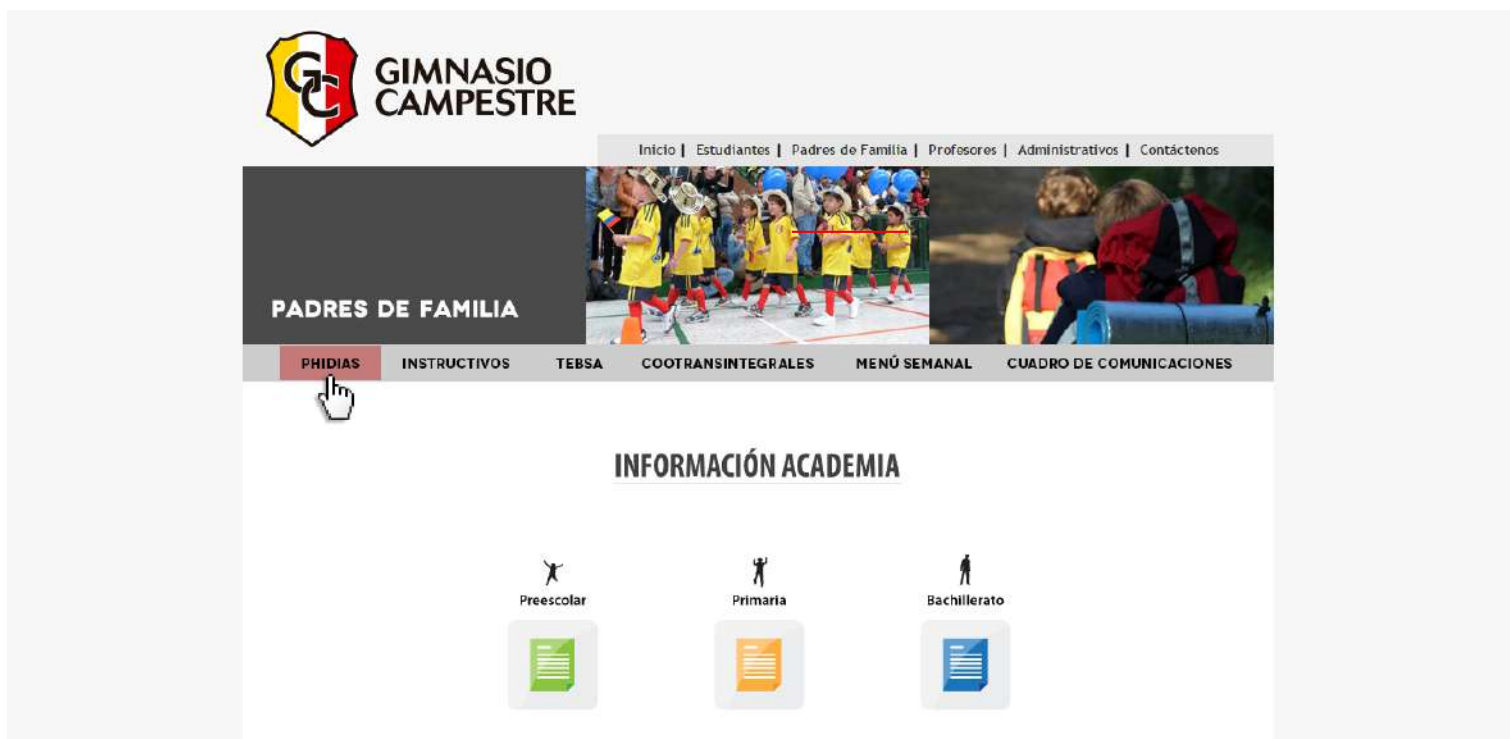 GC
GIMNASIO
CAMPESTRE
Inicio | Estudiantes | Padres de Familia | Profesores | Administrativos | Contáctenos
PADRES DE FAMILIA
PHIDIAS INSTRUCTIVOS TEBSA COOTRANSINTEGRALES MENÚ SEMANAL CUADRO DE COMUNICACIONES
INFORMACIÓN ACADEMIA
Preescolar Primaria Bachillerato